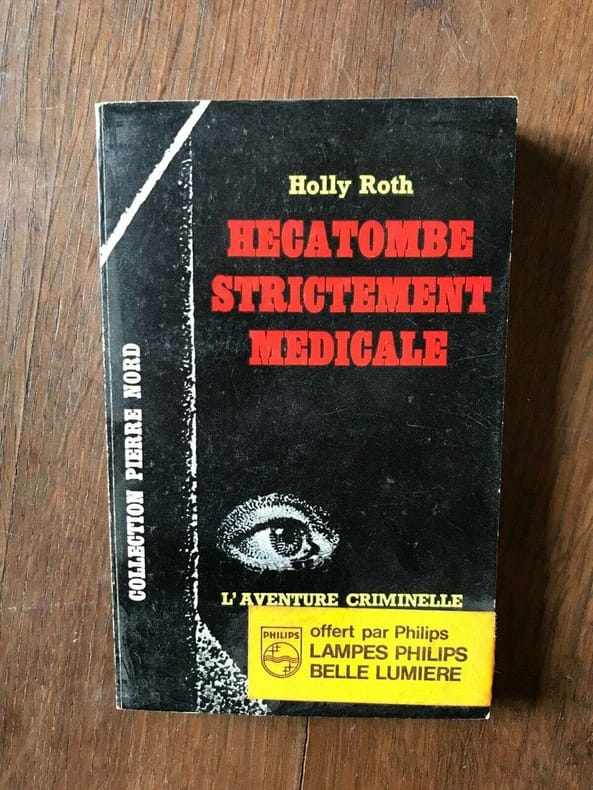 Holly Roth
HECATOMBE
STRICTEMENT
MEDICALE
COLLECTION PIERRE NORD
L'AVENTURE CRIMINELLE
PHILIPS
offert par Philips
LAMPES PHILIPS
BELLE LUMIERE